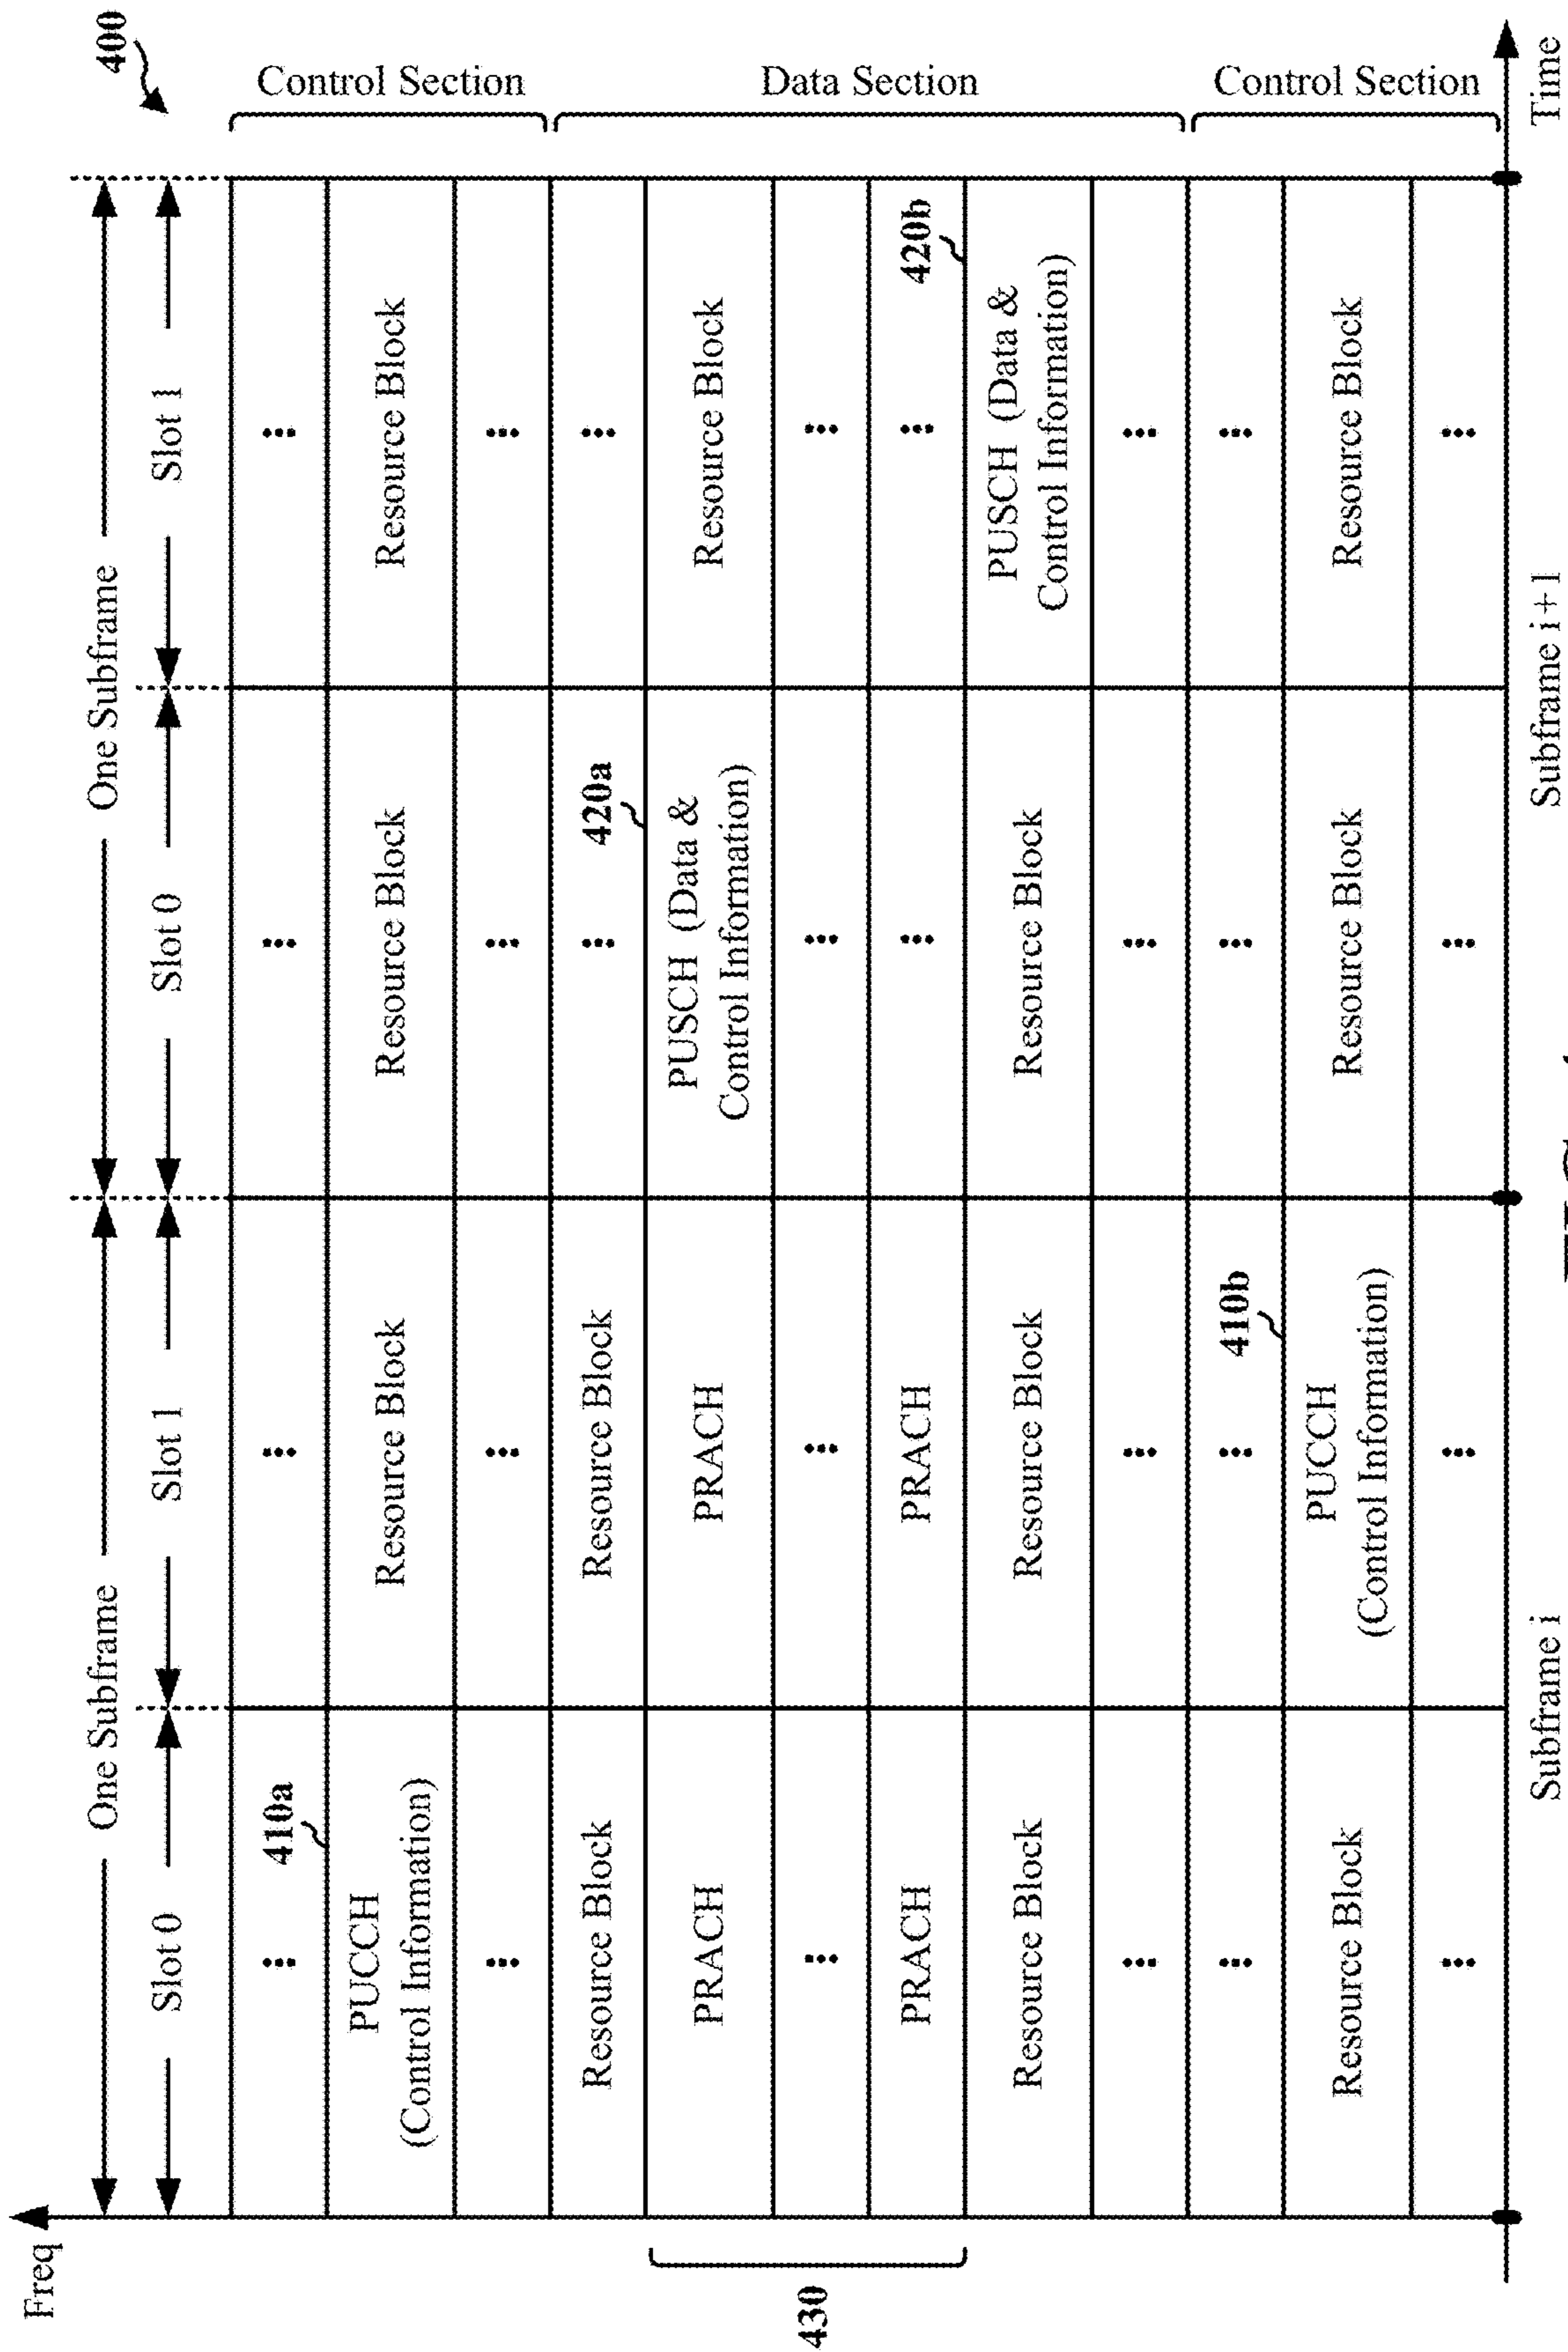 400
Freq
One Subframe
One Subframe
Slot 0
Slot 1
Slot 0
Slot 1
410a
PUCCH
(Control Information)
Resource Block
Resource Block
Resource Block
Control Section
Resource Block
Resource Block
420a
PRACH
PRACH
PUSCH (Data &
Control Information)
Resource Block
430
Data Section
PRACH
PRACH
420b
Resource Block
Resource Block
Resource Block
PUSCH (Data &
Control Information)
410b
Resource Block
PUCCH
(Control Information)
Resource Block
Resource Block
Control Section
Subframe i
Subframe i + 1
Time